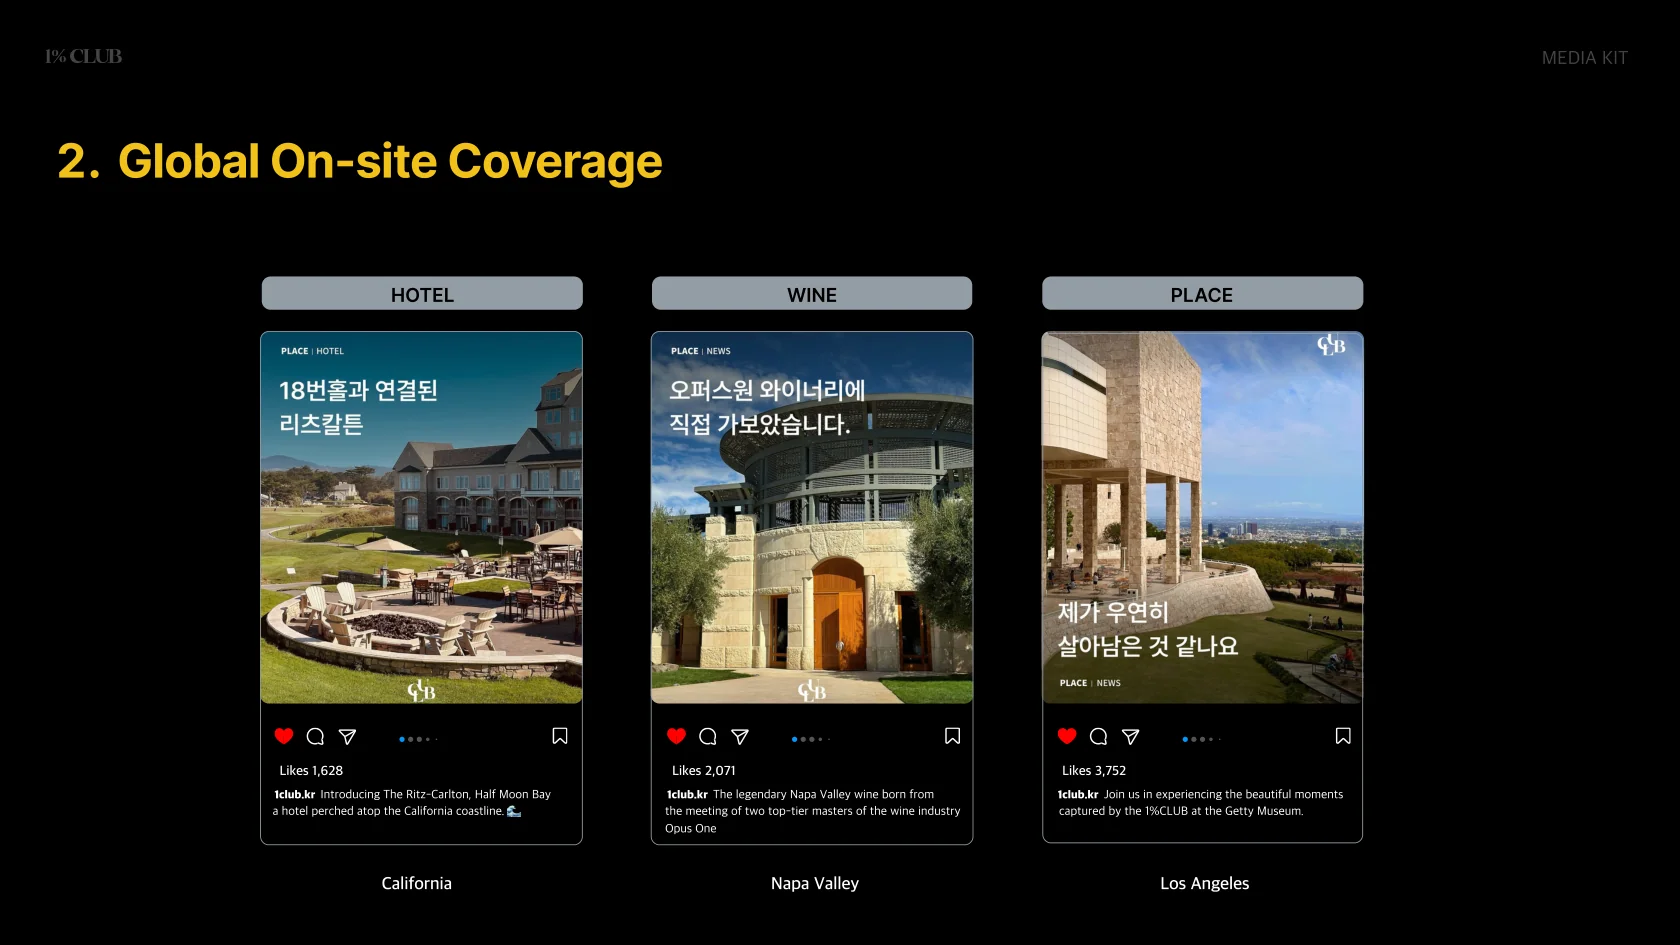 1% CLUB
MEDIA KIT
2. Global On-site Coverage
HOTEL
PLACE | HOTEL
18번홀과 연결된
리츠칼튼
CLUB
Likes 1,628
1club.kr Introducing The Ritz-Carlton, Half Moon Bay
a hotel perched atop the California coastline. 🌊
California
WINE
PLACE | NEWS
오퍼스원 와이너리에
직접 가보았습니다.
CLUB
Likes 2,071
1club.kr The legendary Napa Valley wine born from
the meeting of two top-tier masters of the wine industry
Opus One
Napa Valley
PLACE
CLUB
제가 우연히
살아남은 것 같나요
PLACE | NEWS
Likes 3,752
1club.kr Join us in experiencing the beautiful moments
captured by the 1%CLUB at the Getty Museum.
Los Angeles